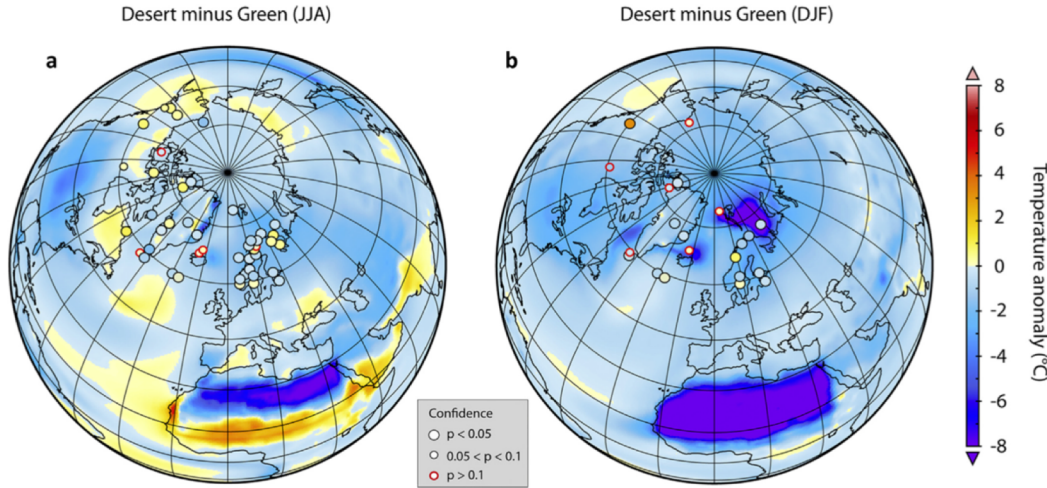 Desert minus Green (JJA)
Desert minus Green (DJF)
a
b
8
6
4
2
0
-2
-4
-6
-8
Temperature anomaly (°C)
Confidence
p < 0.05
0.05 < p < 0.1
p > 0.1